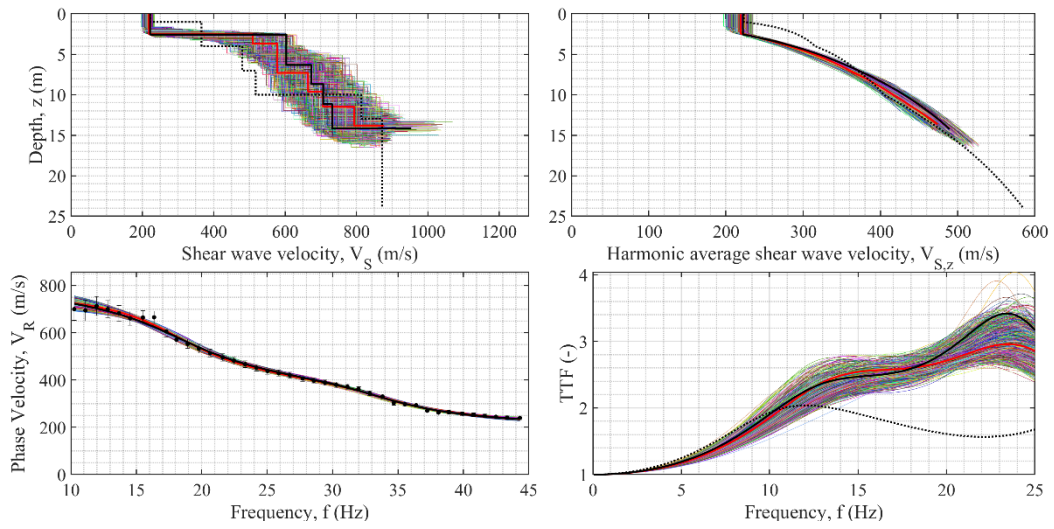 0
5
10
15
20
25
Depth, z (m)
0 200 400 600 800 1000 1200
Shear wave velocity, V_S (m/s)
0
5
10
15
20
25
0 100 200 300 400 500 600
Harmonic average shear wave velocity, V_S,z (m/s)
800
600
400
200
0
Phase Velocity, V_R (m/s)
10 15 20 25 30 35 40 45
Frequency, f (Hz)
4
3
2
1
TTF (-)
0 5 10 15 20 25
Frequency, f (Hz)